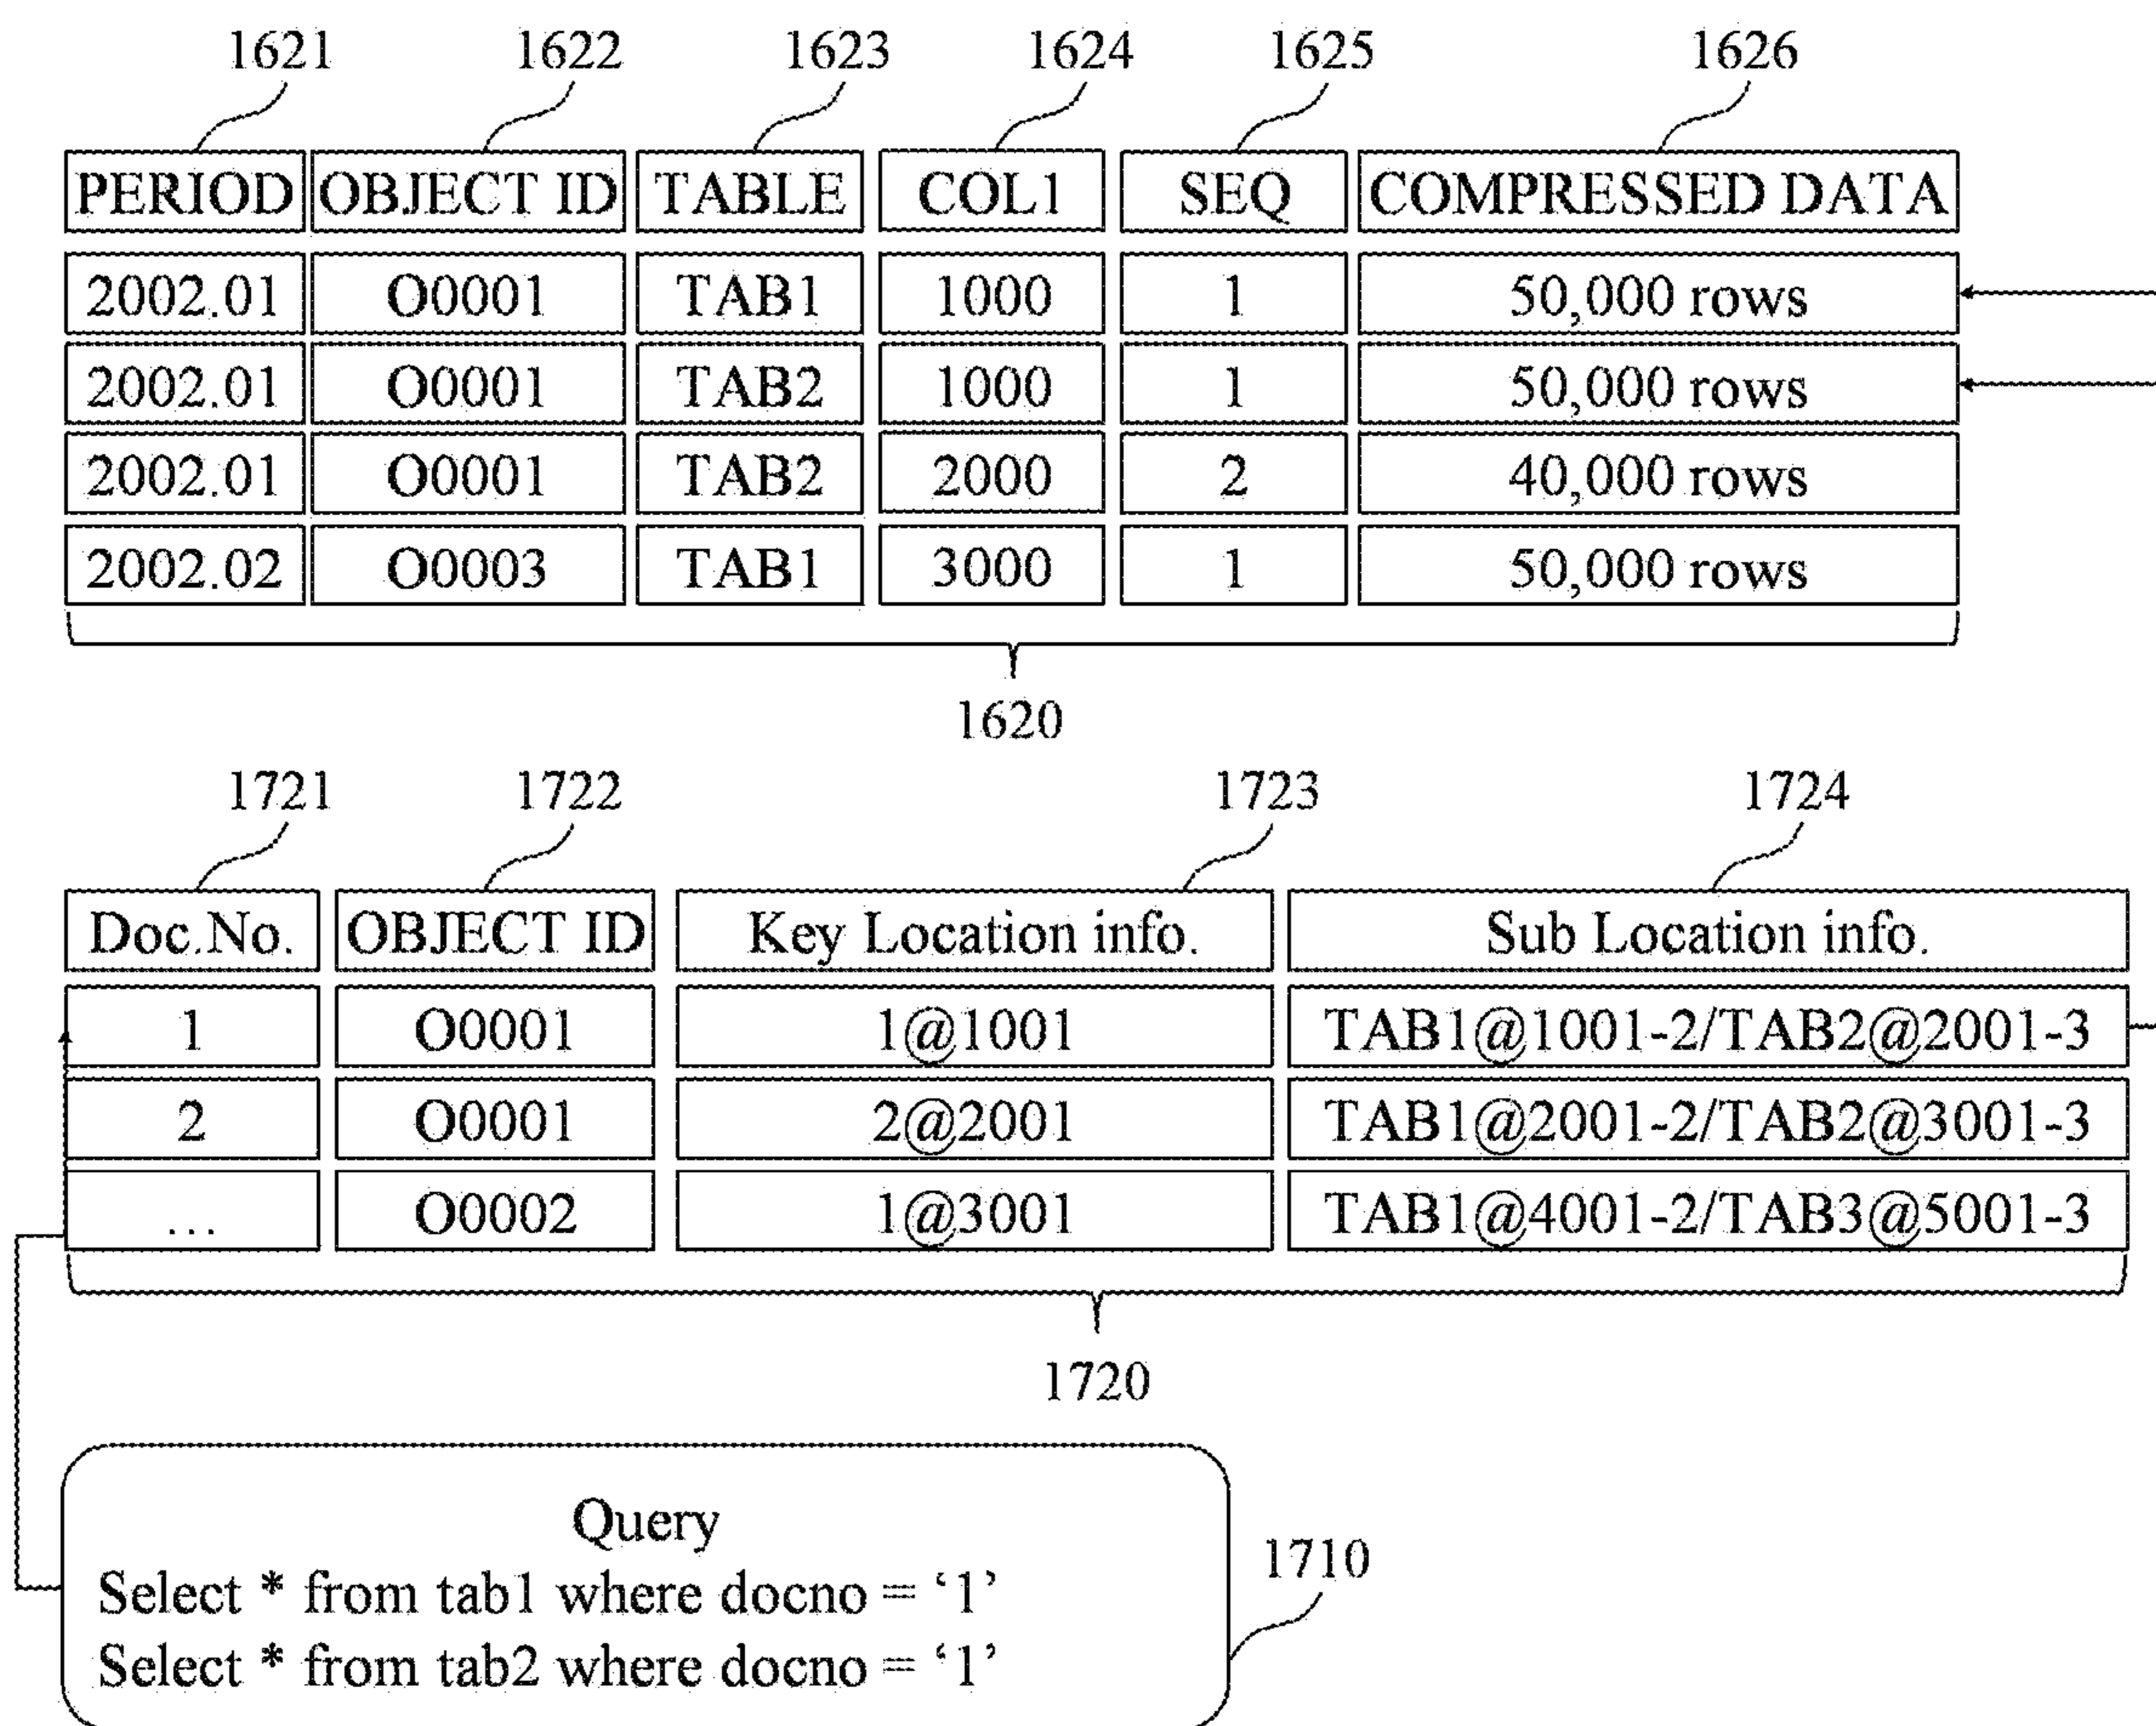 1621 1622 1623 1624 1625 1626
PERIOD OBJECT ID TABLE COL1 SEQ COMPRESSED DATA
2002.01 O0001 TAB1 1000 1 50,000 rows
2002.01 O0001 TAB2 1000 1 50,000 rows
2002.01 O0001 TAB2 2000 2 40,000 rows
2002.02 O0003 TAB1 3000 1 50,000 rows
1620
1721 1722 1723 1724
Doc.No. OBJECT ID Key Location info. Sub Location info.
1 O0001 1@1001 TAB1@1001-2/TAB2@2001-3
2 O0001 2@2001 TAB1@2001-2/TAB2@3001-3
... O0002 1@3001 TAB1@4001-2/TAB3@5001-3
1720
Query
Select * from tab1 where docno = ‘1’
Select * from tab2 where docno = ‘1’
1710